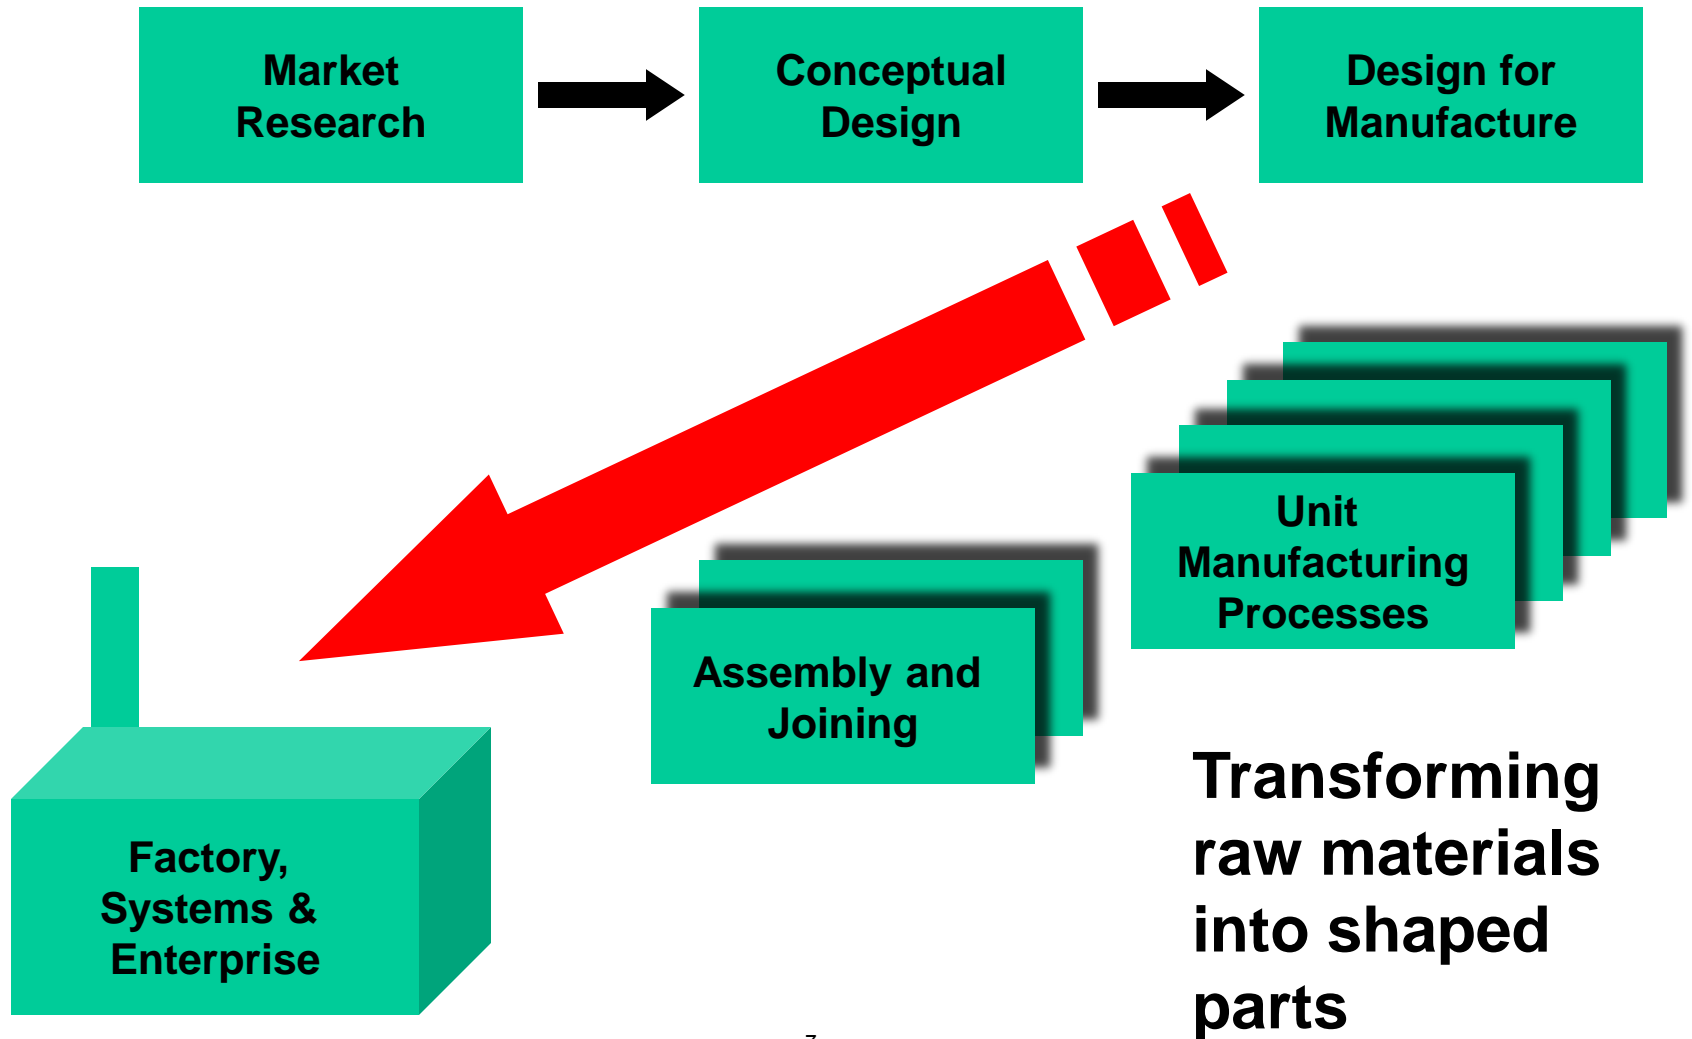 Market
Research
Conceptual
Design
Design for
Manufacture
Unit
Manufacturing
Processes
Assembly and
Joining
Transforming
raw materials
into shaped
parts
Factory,
Systems &
Enterprise
7